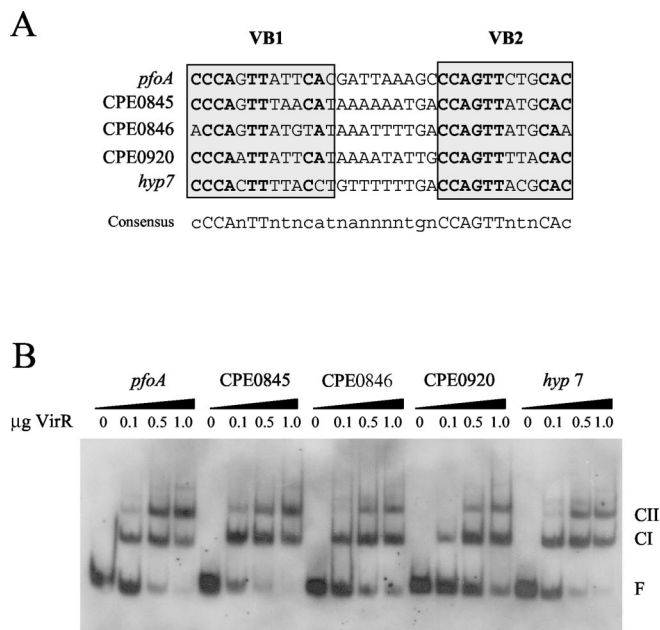 A
VB1 VB2
pfoA CCCAGTTATTCACGATTAAAGCCCAGTTCTGCAC
CPE0845 CCCAGTTTAACATAAAAAATGACCAGTTATGCAC
CPE0846 ACCAGTTATGTATAAATTTTGACCAGTTATGCAA
CPE0920 CCCAATTATTCATAAAATATTGCCAGTTTTACAC
hyp7 CCCACTTTTACCTGTTTTTTGACCAGTTACGCAC
Consensus cCCAnTTntncatnannnntgnCCAGTTntnCAc
B
pfoA CPE0845 CPE0846 CPE0920 hyp 7
µg VirR 0 0.1 0.5 1.0 0 0.1 0.5 1.0 0 0.1 0.5 1.0 0 0.1 0.5 1.0 0 0.1 0.5 1.0
CII
CI
F